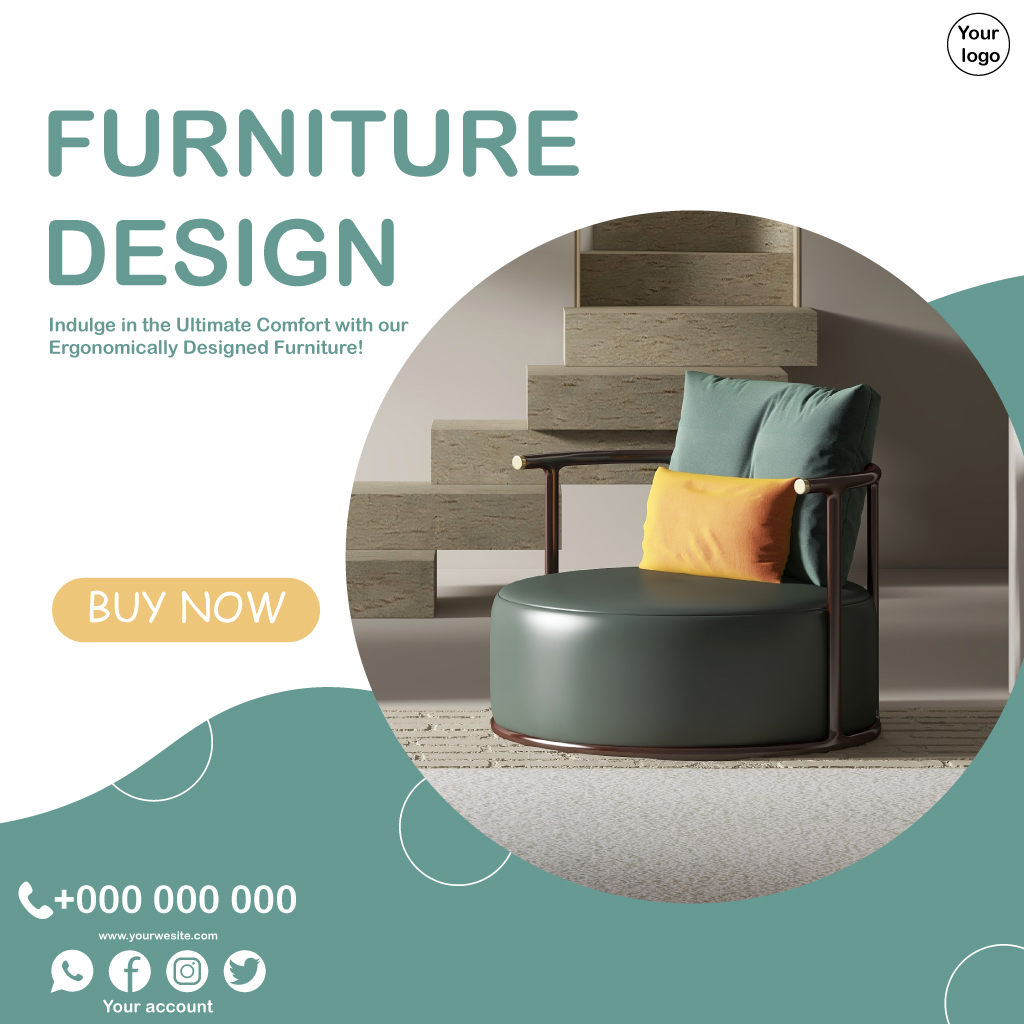 Your
logo
FURNITURE
DESIGN
Indulge in the Ultimate Comfort with our
Ergonomically Designed Furniture!
BUY NOW
+000 000 000
www.yourwesite.com
Your account